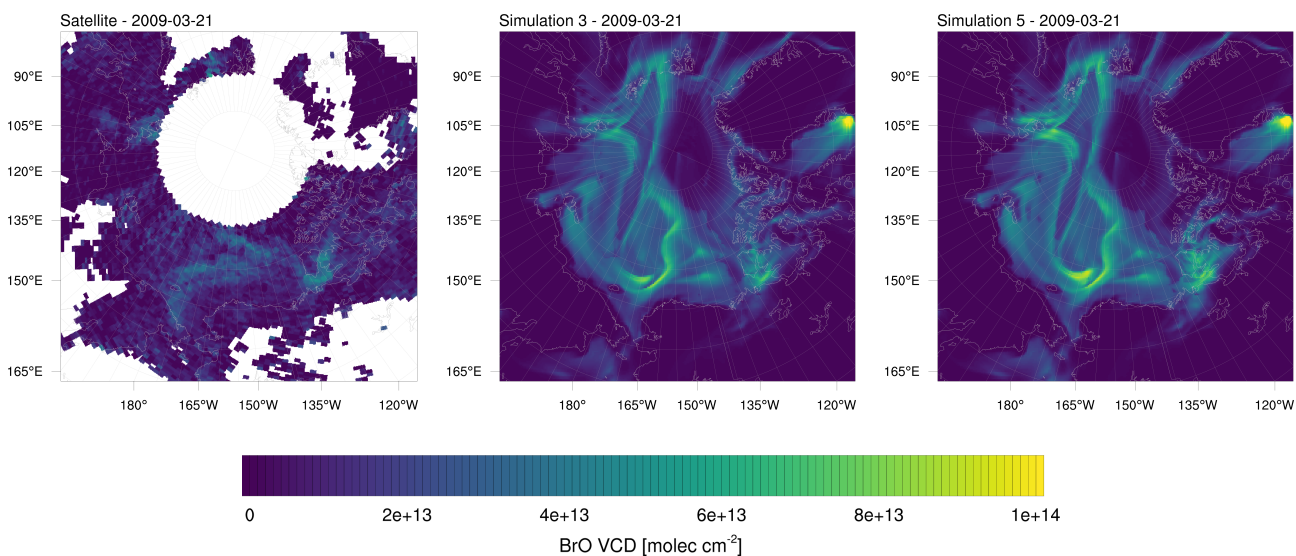 Satellite - 2009-03-21
Simulation 3 - 2009-03-21
Simulation 5 - 2009-03-21
90°E 90°E 90°E
105°E 105°E 105°E
120°E 120°E 120°E
135°E 135°E 135°E
150°E 150°E 150°E
165°E 165°E 165°E
180° 165°W 150°W 135°W 120°W
180° 165°W 150°W 135°W 120°W
180° 165°W 150°W 135°W 120°W
0 2e+13 4e+13 6e+13 8e+13 1e+14
BrO VCD [molec cm⁻²]